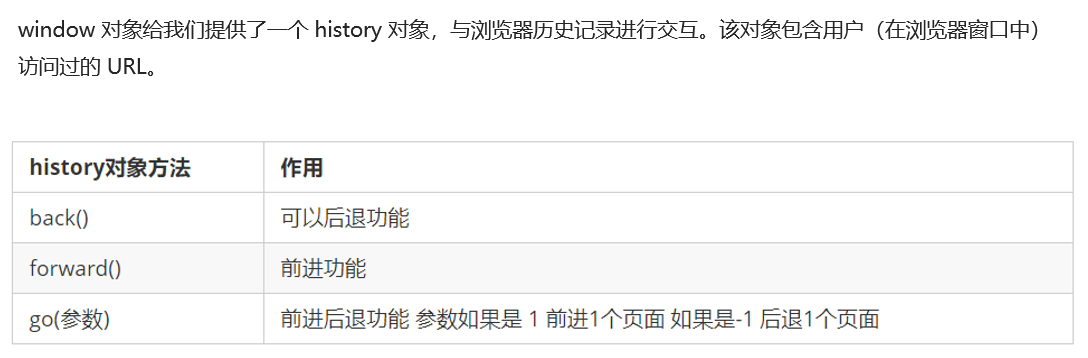 window 对象给我们提供了一个 history 对象，与浏览器历史记录进行交互。该对象包含用户（在浏览器窗口中）
访问过的 URL。
history对象方法 作用
back() 可以后退功能
forward() 前进功能
go(参数) 前进后退功能 参数如果是 1 前进1个页面 如果是-1 后退1个页面